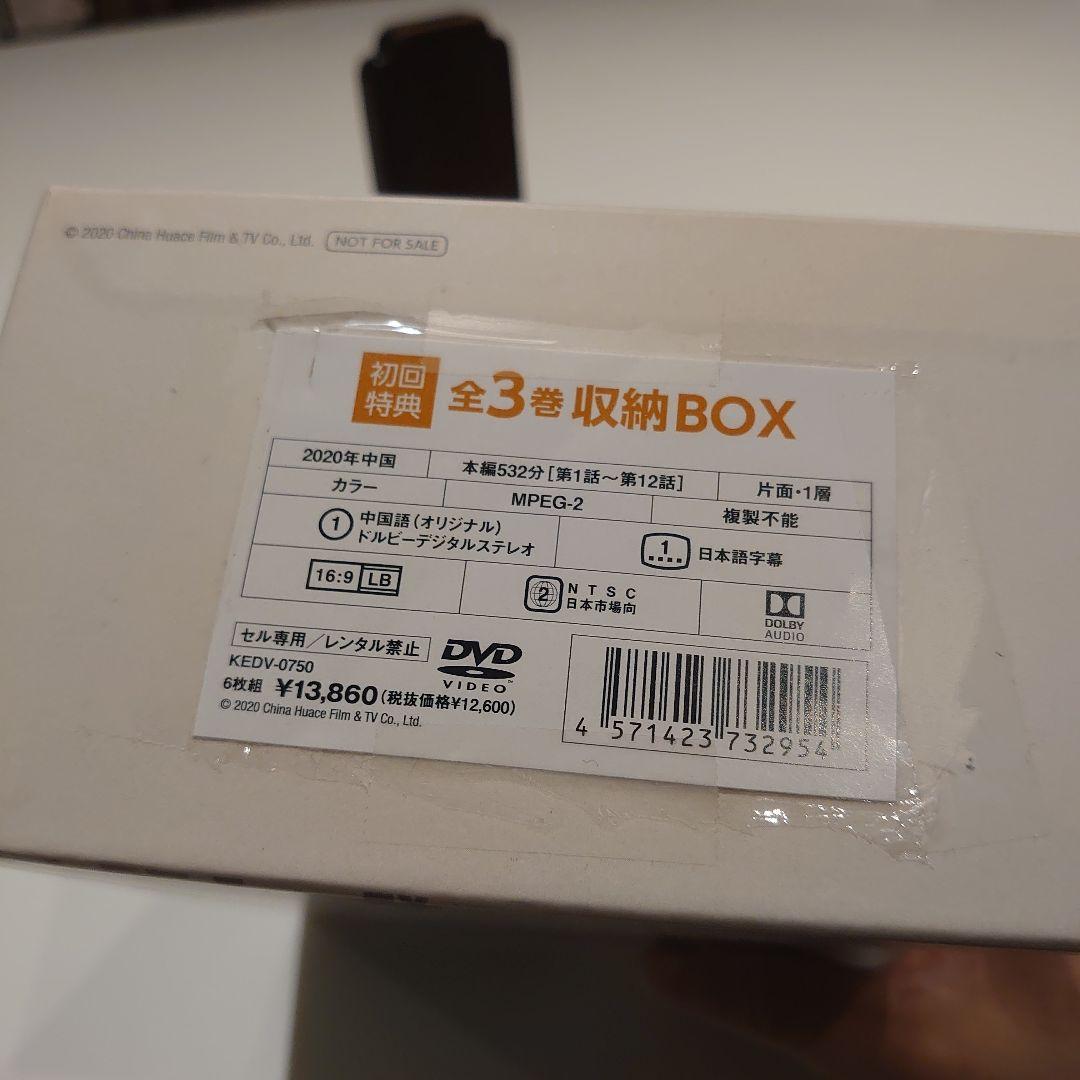 © 2020 China Huace Film & TV Co., Ltd. NOT FOR SALE
初回特典 全3巻 収納BOX
2020年中国 本編532分[第1話～第12話] 片面・1層
カラー MPEG-2 複製不能
1 中国語(オリジナル)
ドルビーデジタルステレオ
1 日本語字幕
16:9 LB
2 NTSC
日本市場向
DOLBY
AUDIO
セル専用／レンタル禁止
DVD
VIDEO
KEDV-0750
6枚組 ¥13,860(税抜価格¥12,600)
© 2020 China Huace Film & TV Co., Ltd.
4 571423 732954